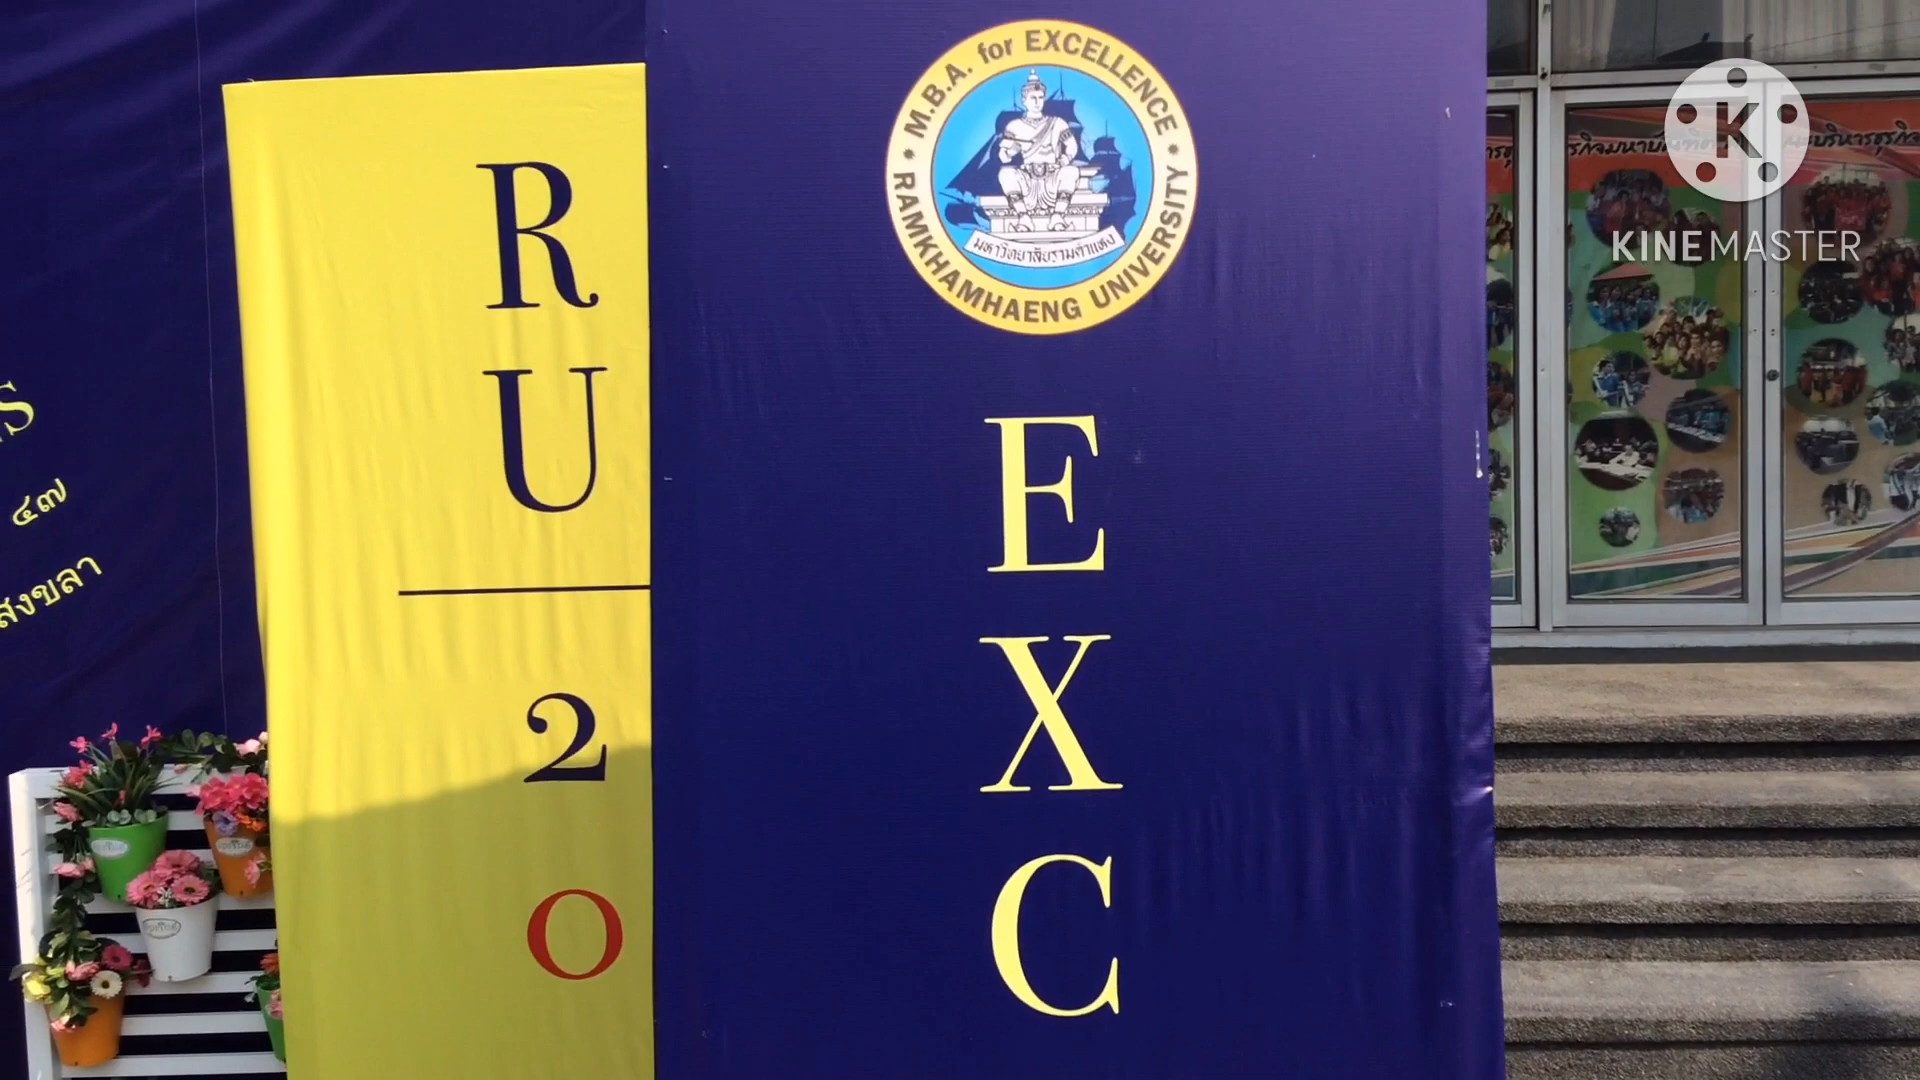 S
๔๗
สงขลา
R
U
2
0
M.B.A. for EXCELLENCE
RAMKHAMHAENG UNIVERSITY
มหาวิทยาลัยรามคำแหง
E
X
C
KINEMASTER